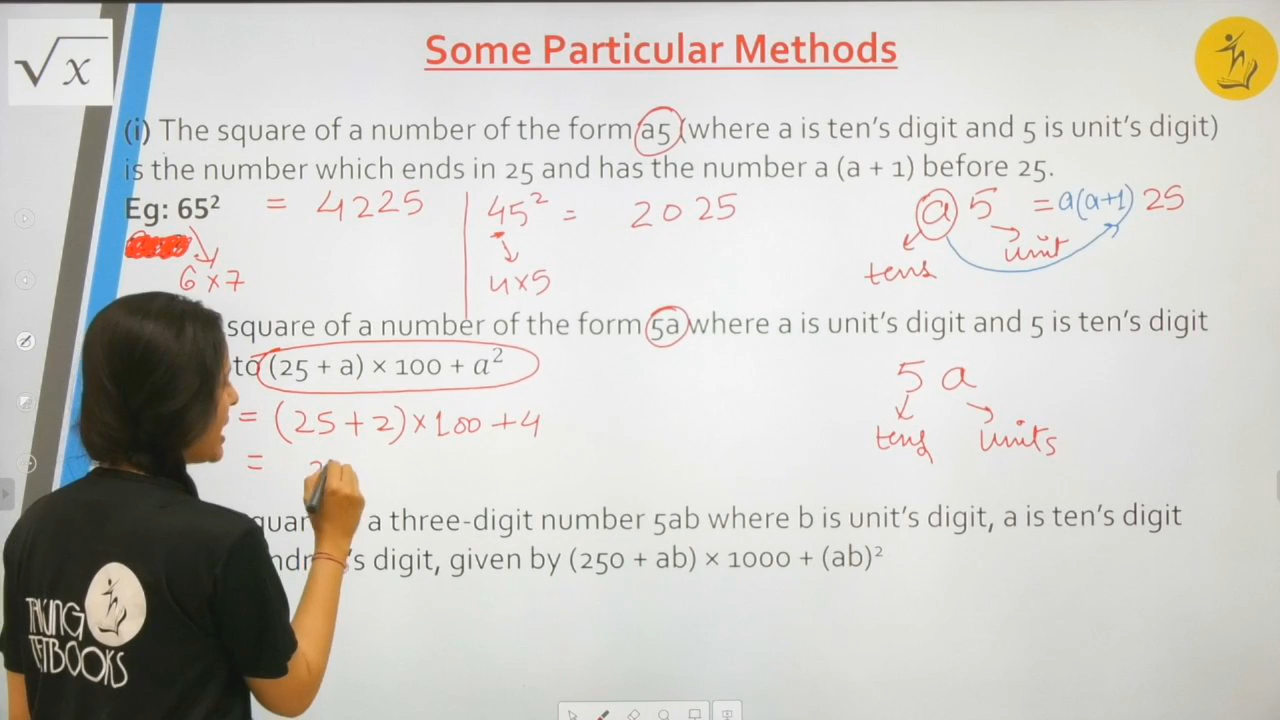 √x
Some Particular Methods
(i) The square of a number of the form a5 (where a is ten's digit and 5 is unit's digit)
is the number which ends in 25 and has the number a (a + 1) before 25.
Eg: 65² = 4225
6 × 7
45² = 2025
4×5
a 5 = a(a+1) 25
tens unit
square of a number of the form 5a where a is unit's digit and 5 is ten's digit
to (25 + a) × 100 + a²
= (25 + 2) × 100 + 4
=
5 a
tens units
a three-digit number 5ab where b is unit's digit, a is ten's digit
's digit, given by (250 + ab) × 1000 + (ab)²
TALKING
TEXTBOOKS